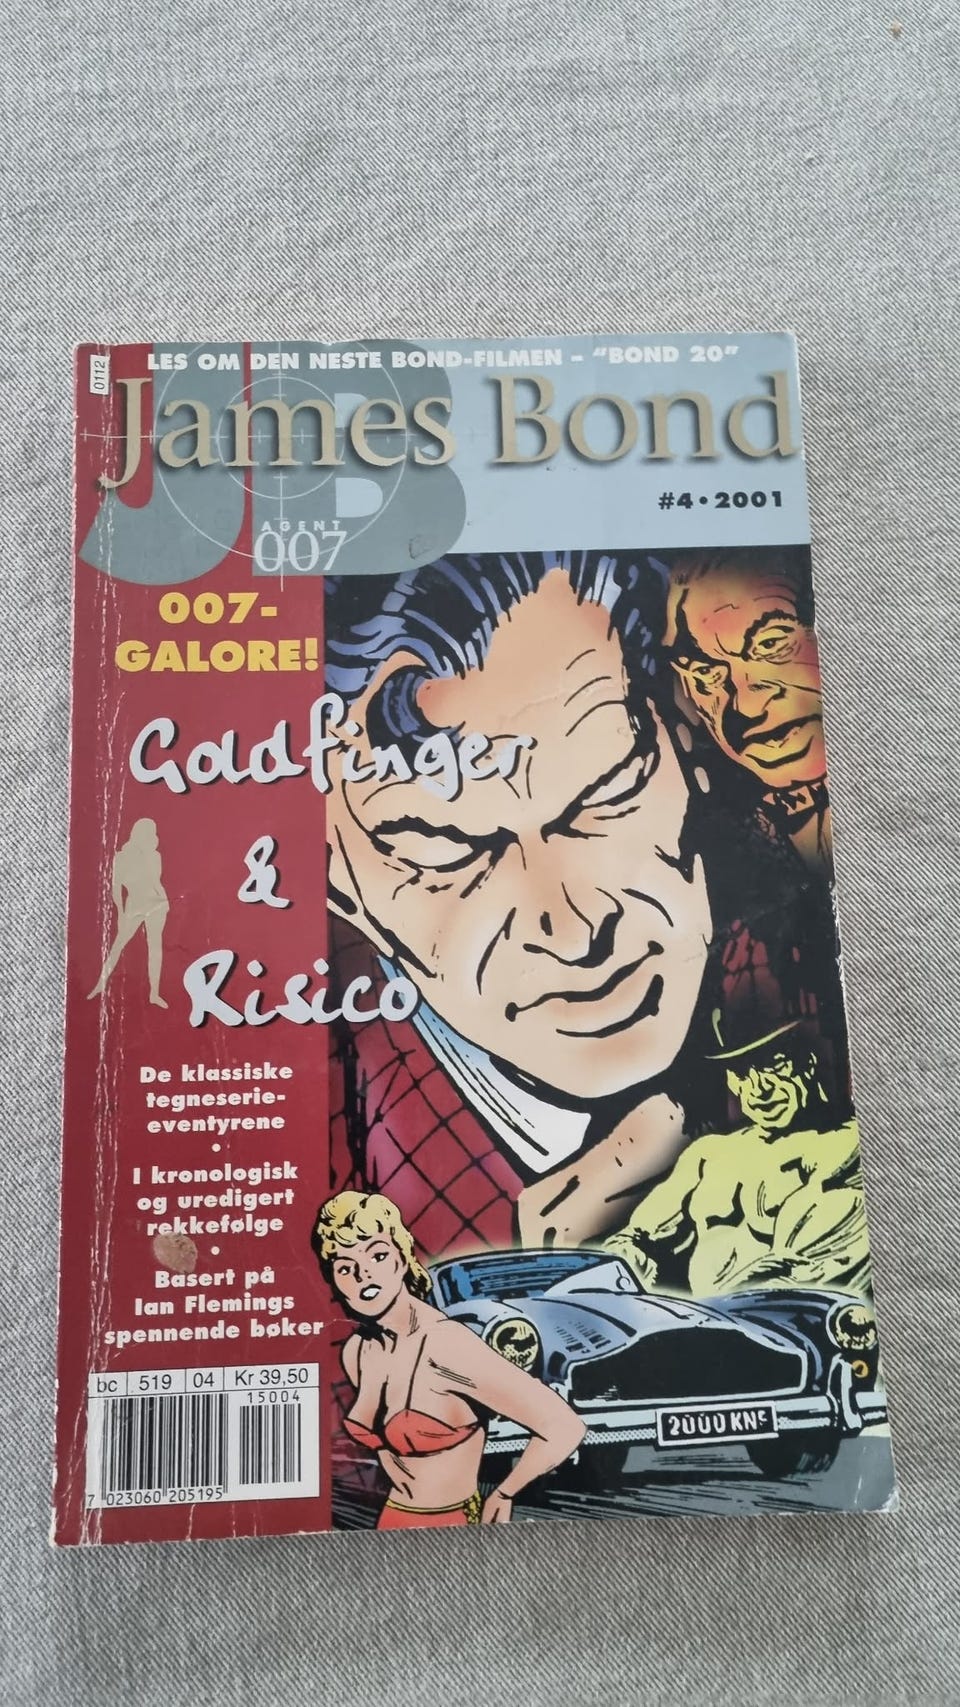 0112
LES OM DEN NESTE BOND-FILMEN - "BOND 20"
JB
James Bond
#4 • 2001
AGENT
007
007-
GALORE!
Goldfinger
&
Risico
De klassiske
tegneserie-
eventyrene
•
I kronologisk
og uredigert
rekkefølge
•
Basert på
Ian Flemings
spennende bøker
bc 519 04 Kr 39,50
15004
7 023060 205195
2000 KNC